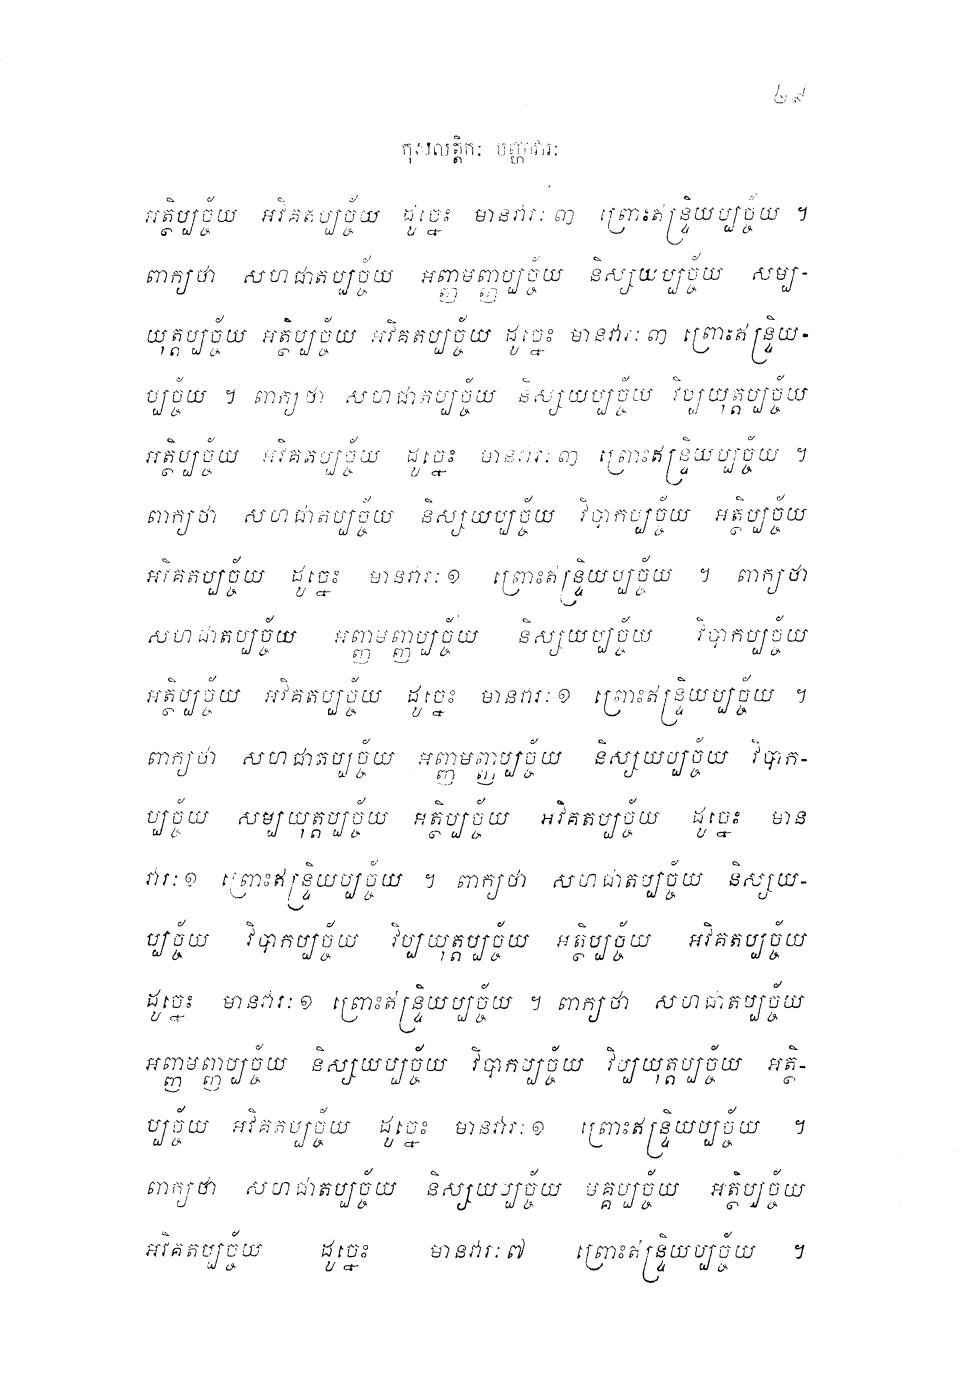 ៤៩
កុសលត្តិកៈ បញ្ហាវារៈ
អត្ថិប្ប្ច្ច័យ អវិគតប្បច្ច័យ ដូច្នេះ មានវារៈ ៣ ព្រោះឥន្ទ្រិយប្បច្ច័យ ។
ពាក្យថា សហជាតប្បច្ច័យ អញ្ញមញ្ញប្បច្ច័យ និស្សយប្បច្ច័យ សម្ប-
យុត្តប្បច្ច័យ អត្ថិប្បច្ច័យ អវិគតប្បច្ច័យ ដូច្នេះ មានវារៈ ៣ ព្រោះឥន្ទ្រិយ-
ប្បច្ច័យ ។ ពាក្យថា សហជាតប្បច្ច័យ និស្សយប្បច្ច័យ វិប្បយុត្តប្បច្ច័យ
អត្ថិប្បច្ច័យ អវិគតប្បច្ច័យ ដូច្នេះ មានវារៈ ៣ ព្រោះឥន្ទ្រិយប្បច្ច័យ ។
ពាក្យថា សហជាតប្បច្ច័យ និស្សយប្បច្ច័យ វិបាកប្បច្ច័យ អត្ថិប្បច្ច័យ
អវិគតប្បច្ច័យ ដូច្នេះ មានវារៈ ១ ព្រោះឥន្ទ្រិយប្បច្ច័យ ។ ពាក្យថា
សហជាតប្បច្ច័យ អញ្ញមញ្ញប្បច្ច័យ និស្សយប្បច្ច័យ វិបាកប្បច្ច័យ
អត្ថិប្បច្ច័យ អវិគតប្បច្ច័យ ដូច្នេះ មានវារៈ ១ ព្រោះឥន្ទ្រិយប្បច្ច័យ ។
ពាក្យថា សហជាតប្បច្ច័យ អញ្ញមញ្ញប្បច្ច័យ និស្សយប្បច្ច័យ វិបាក-
ប្បច្ច័យ សម្បយុត្តប្បច្ច័យ អត្ថិប្បច្ច័យ អវិគតប្បច្ច័យ ដូច្នេះ មាន
វារៈ ១ ព្រោះឥន្ទ្រិយប្បច្ច័យ ។ ពាក្យថា សហជាតប្បច្ច័យ និស្សយ-
ប្បច្ច័យ វិបាកប្បច្ច័យ វិប្បយុត្តប្បច្ច័យ អត្ថិប្បច្ច័យ អវិគតប្បច្ច័យ
ដូច្នេះ មានវារៈ ១ ព្រោះឥន្ទ្រិយប្បច្ច័យ ។ ពាក្យថា សហជាតប្បច្ច័យ
អញ្ញមញ្ញប្បច្ច័យ និស្សយប្បច្ច័យ វិបាកប្បច្ច័យ វិប្បយុត្តប្បច្ច័យ អត្ថិ-
ប្បច្ច័យ អវិគតប្បច្ច័យ ដូច្នេះ មានវារៈ ១ ព្រោះឥន្ទ្រិយប្បច្ច័យ ។
ពាក្យថា សហជាតប្បច្ច័យ និស្សយប្បច្ច័យ មគ្គប្បច្ច័យ អត្ថិប្បច្ច័យ
អវិគតប្បច្ច័យ ដូច្នេះ មានវារៈ ៧ ព្រោះឥន្ទ្រិយប្បច្ច័យ ។